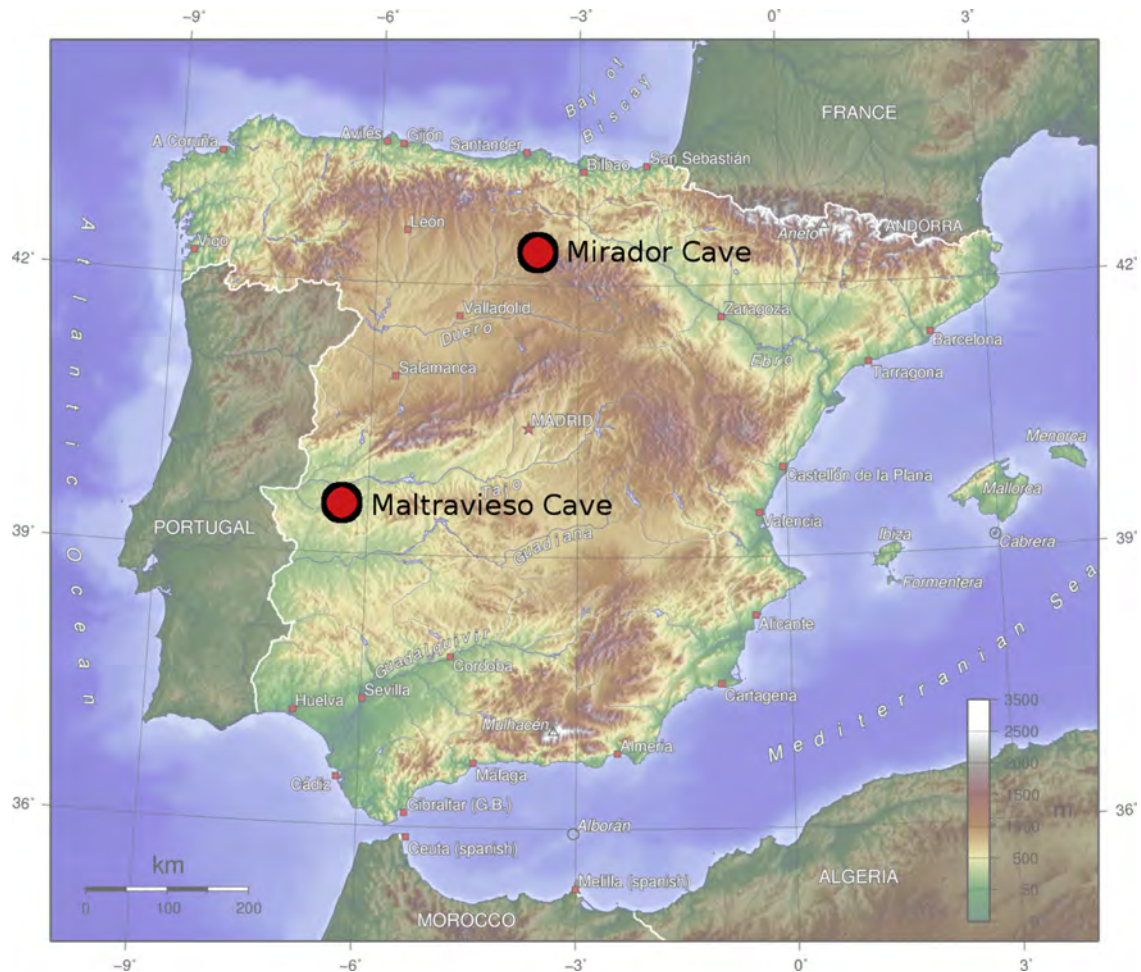 -9° -6° -3° 0 3°
Bay of
Biscay
FRANCE
A Coruña
Avilés
Gijón
Santander
Bilbao
San Sebastián
León
Aneto
ANDORRA
Vigo
42°
Mirador Cave
42°
Valladolid
Duero
Zaragoza
Barcelona
Ebro
Tarragona
Salamanca
MADRID
Menorca
Castellón de la Plana
Mallorca
Tajo
Maltravieso Cave
Valencia
PORTUGAL
39°
Guadiana
Ibiza
Cabrera
39°
Formentera
Atlantic Ocean
Alicante
Mediterranian Sea
Guadalquivir
Cordoba
Sevilla
Cartagena
Huelva
Mulhacén
Almería
Cádiz
Málaga
36°
Gibraltar (G.B.)
Alborán
36°
Ceuta (spanish)
Melilla (spanish)
ALGERIA
MOROCCO
km
0 100 200
3500
2500
2000
1500
m
500
50
0
-9° -6° -3° 0 3°